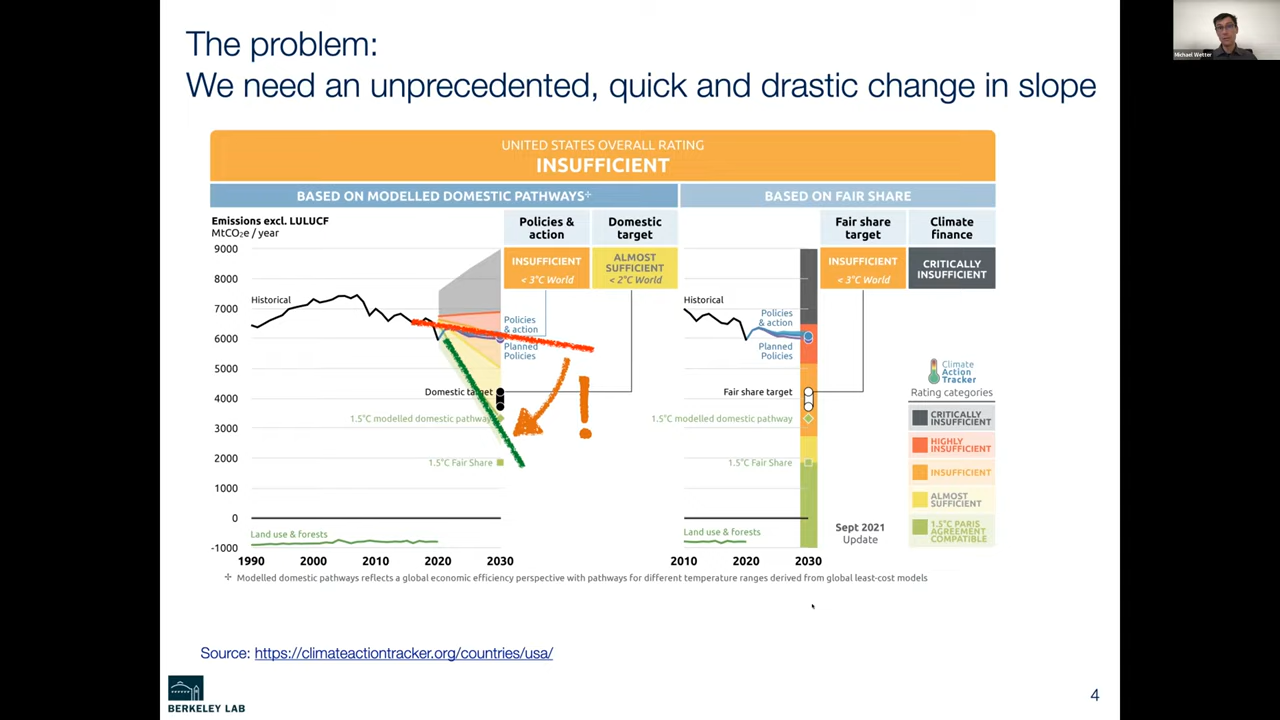 The problem:
We need an unprecedented, quick and drastic change in slope
Michael Wetter
UNITED STATES OVERALL RATING
INSUFFICIENT
BASED ON MODELLED DOMESTIC PATHWAYS✢
BASED ON FAIR SHARE
Emissions excl. LULUCF
MtCO₂e / year
Policies &
action
Domestic
target
Fair share
target
Climate
finance
INSUFFICIENT
< 3°C World
ALMOST
SUFFICIENT
< 2°C World
INSUFFICIENT
< 3°C World
CRITICALLY
INSUFFICIENT
9000
8000
7000
6000
5000
4000
3000
2000
1000
0
-1000
Historical
Policies
& action
Planned
Policies
Domestic target
1.5°C modelled domestic pathway
1.5°C Fair Share
Land use & forests
1990
2000
2010
2020
2030
!
Historical
Policies
& action
Planned
Policies
Fair share target
1.5°C modelled domestic pathway
1.5°C Fair Share
Land use & forests
2010
2020
2030
Sept 2021
Update
Climate
Action
Tracker
Rating categories
CRITICALLY
INSUFFICIENT
HIGHLY
INSUFFICIENT
INSUFFICIENT
ALMOST
SUFFICIENT
1.5°C PARIS
AGREEMENT
COMPATIBLE
✢ Modelled domestic pathways reflects a global economic efficiency perspective with pathways for different temperature ranges derived from global least-cost models
Source: https://climateactiontracker.org/countries/usa/
BERKELEY LAB
4